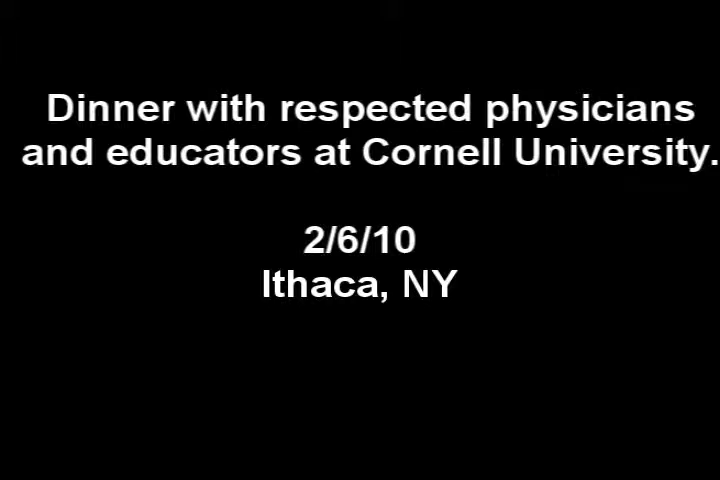 Dinner with respected physicians
and educators at Cornell University.
2/6/10
Ithaca, NY